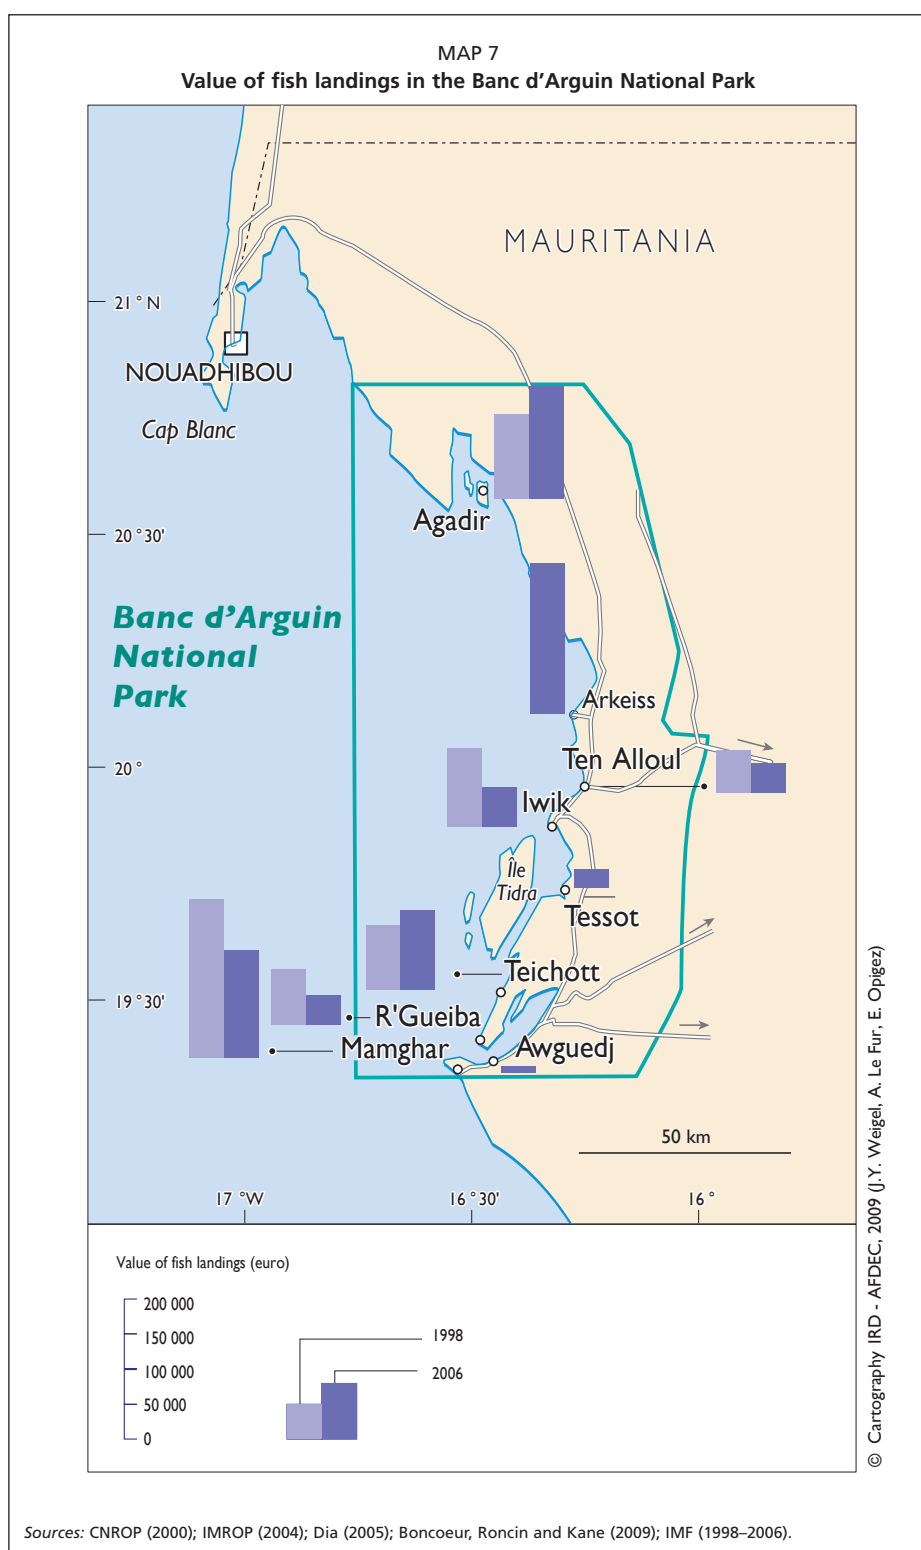 MAP 7
Value of fish landings in the Banc d’Arguin National Park
MAURITANIA
21°N
NOUADHIBOU
Cap Blanc
Agadir
20°30'
Banc d’Arguin
National
Park
Arkeiss
Ten Alloul
20°
Iwik
Île
Tidra
Tessot
Teichott
19°30'
R'Gueiba
Mamghar
Awguedj
50 km
17 °W
16°30'
16°
Value of fish landings (euro)
200 000
150 000
100 000
50 000
0
1998
2006
© Cartography IRD - AFDEC, 2009 (J.Y. Weigel, A. Le Fur, E. Opigez)
Sources: CNROP (2000); IMROP (2004); Dia (2005); Boncoeur, Roncin and Kane (2009); IMF (1998–2006).